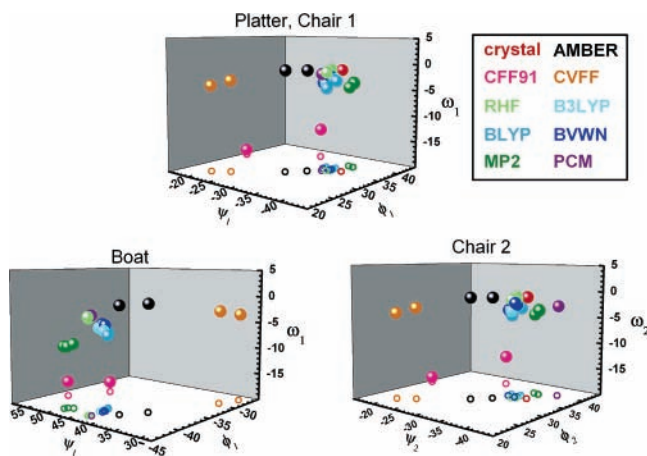 Platter, Chair 1
5
0
-5
-10
-15
ω1
-20
-25
-30
-35
-40
ψ1
20
25
30
35
40
ϕ1
crystal AMBER
CFF91 CVFF
RHF B3LYP
BLYP BVWN
MP2 PCM
Boat
5
0
-5
-10
-15
ω1
55
50
45
40
35
30
ψ1
-45
-40
-35
-30
ϕ1
Chair 2
5
0
-5
-10
-15
ω2
-20
-25
-30
-35
-40
ψ2
20
25
30
35
40
ϕ2